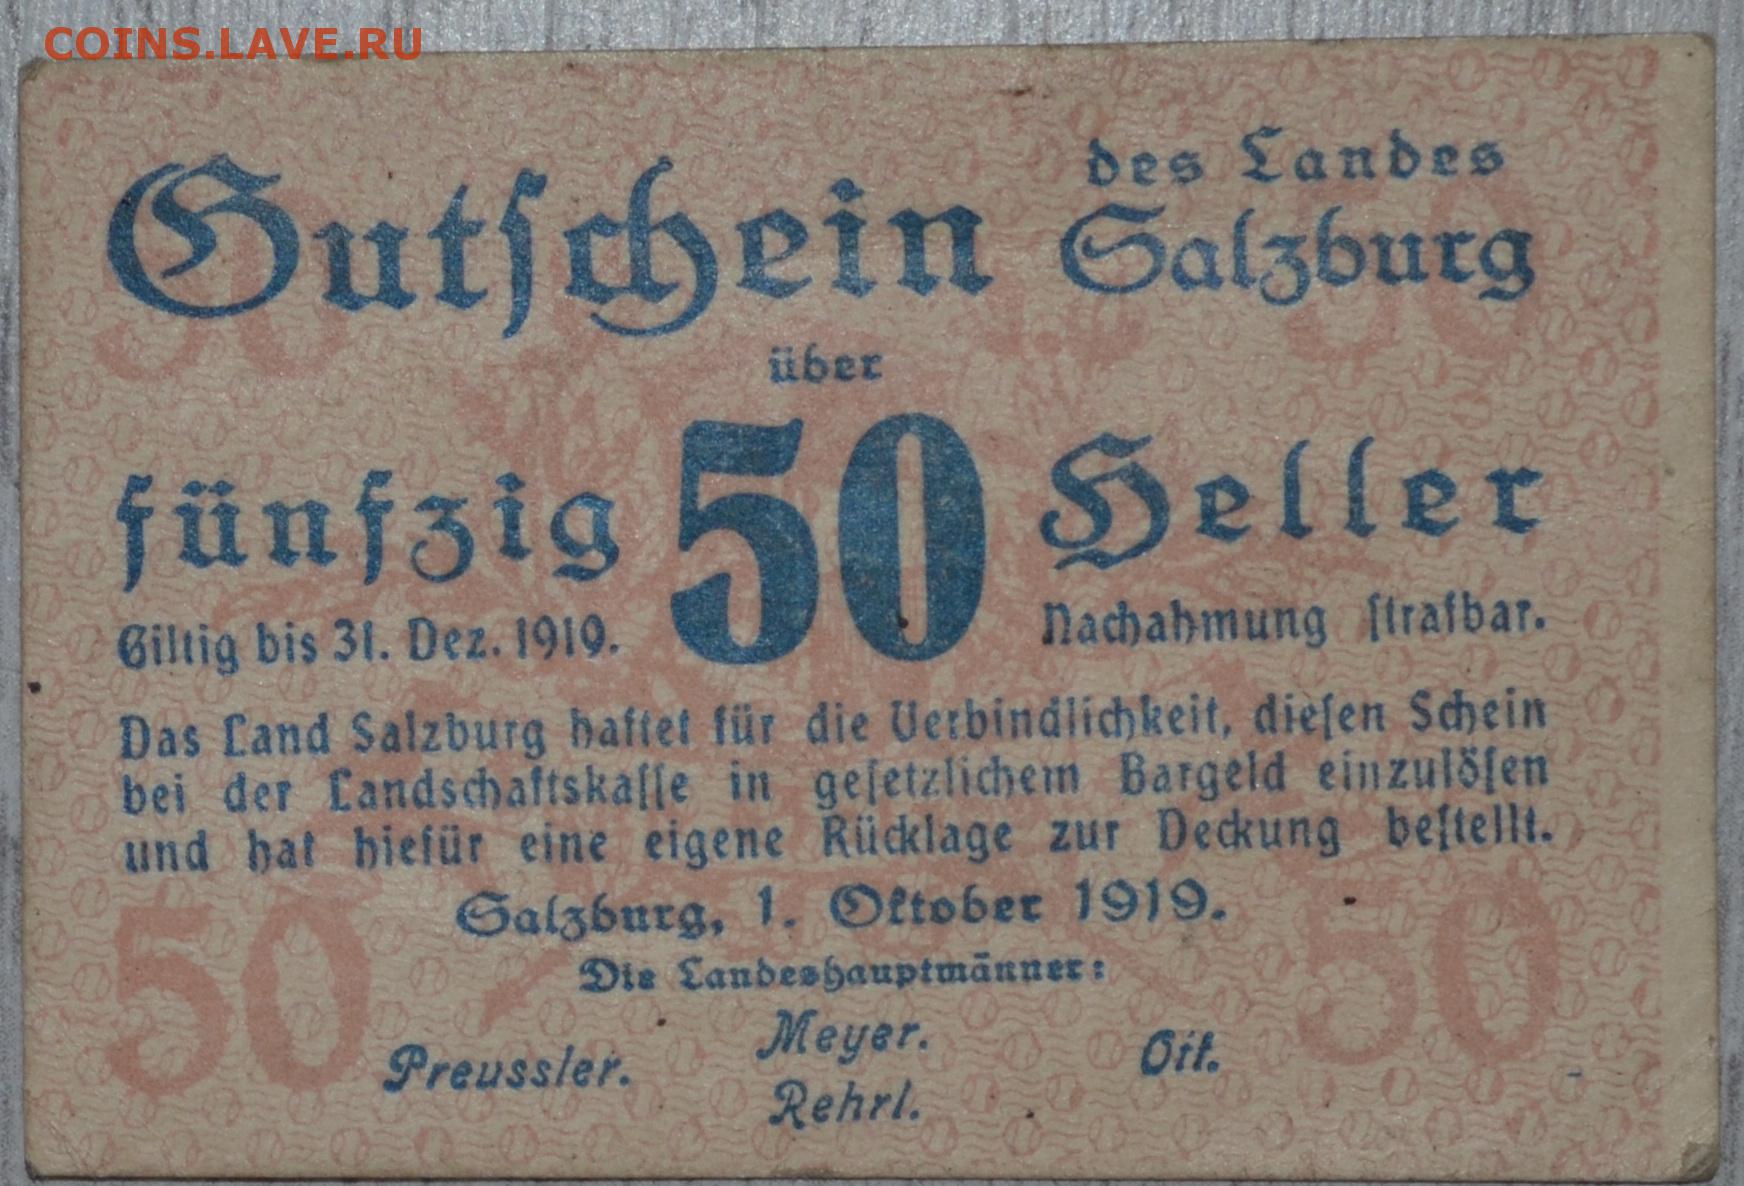 COINS.LAVE.RU
Gutschein des Landes
Salzburg
über
fünfzig 50 Heller
Giltig bis 31. Dez. 1919. Nachahmung strafbar.
Das Land Salzburg haftet für die Verbindlichkeit, diesen Schein
bei der Landschaftskasse in gesetzlichem Bargeld einzulösen
und hat hiefür eine eigene Rücklage zur Deckung bestellt.
Salzburg, 1. Oktober 1919.
Die Landeshauptmänner:
Meyer.
Preussler. Ott.
Rehrl.
50
50
50
50